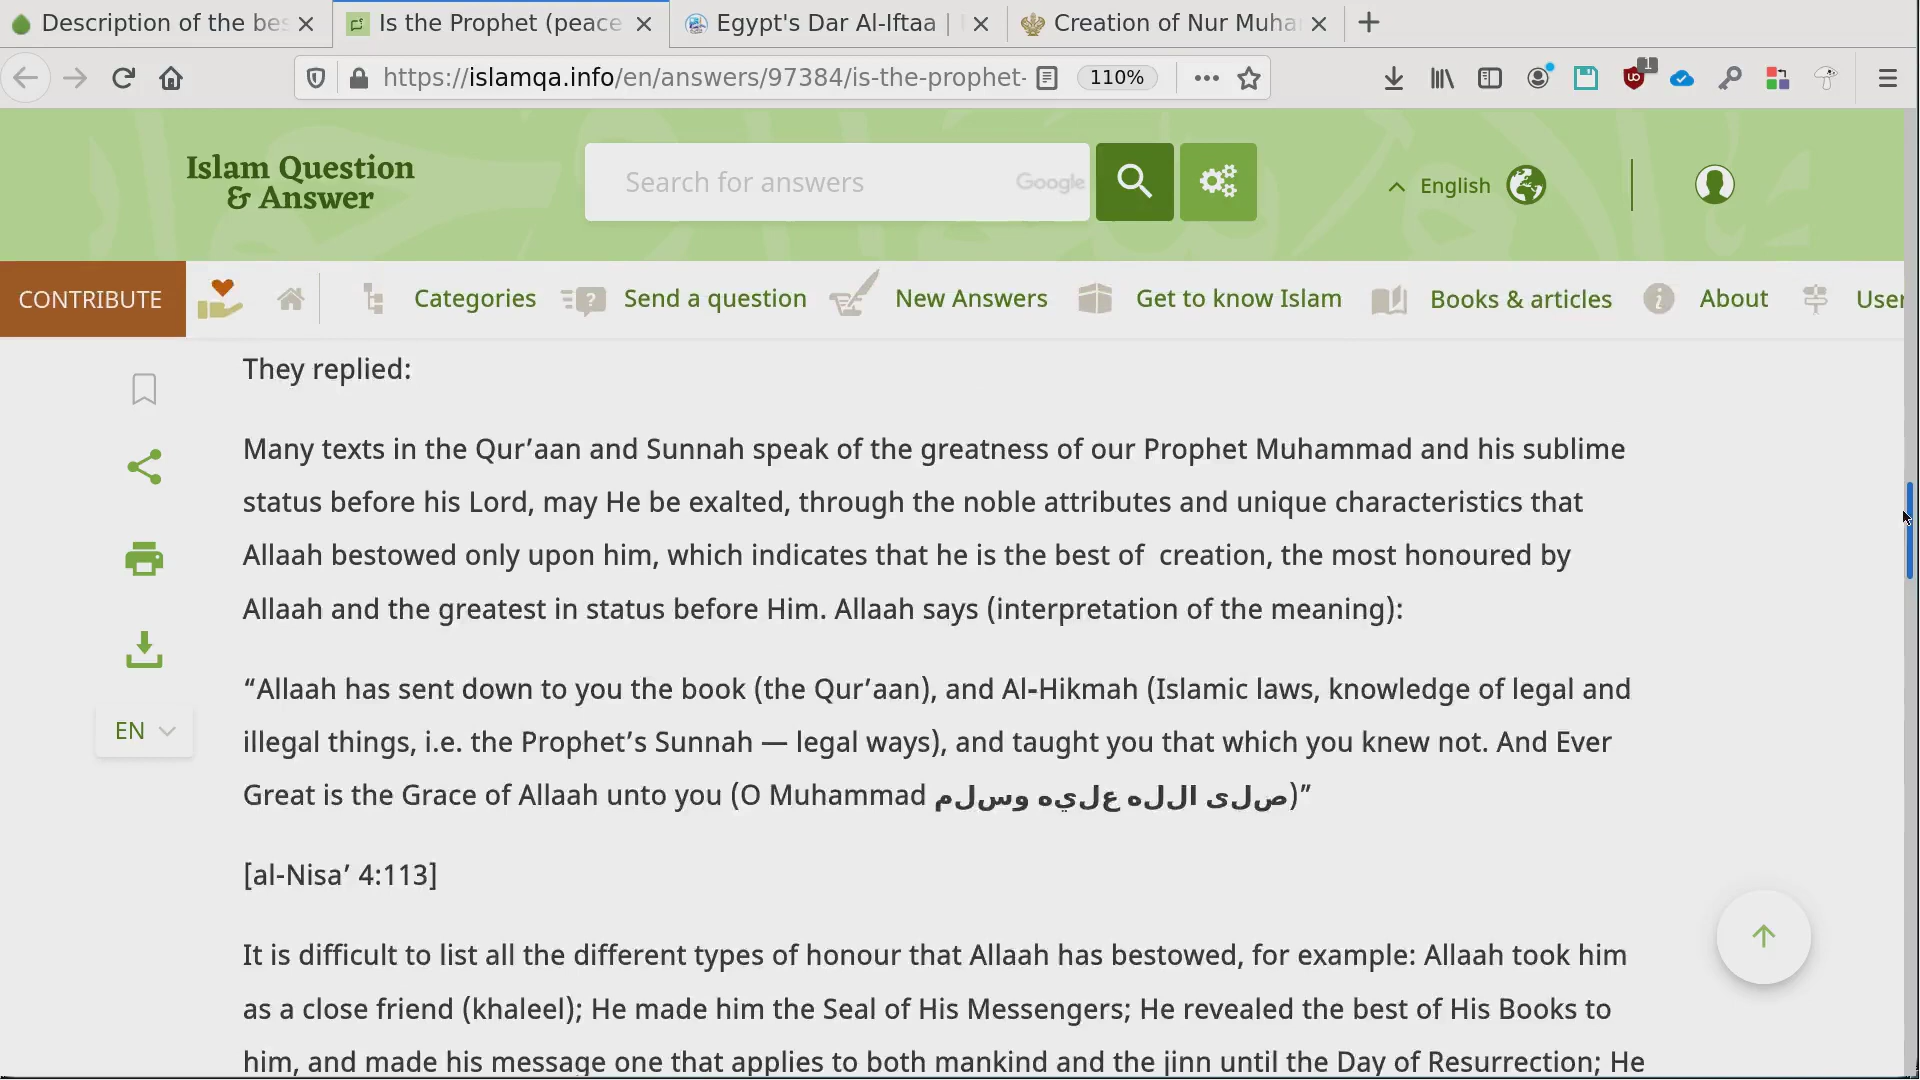 Description of the bes
Is the Prophet (peace
Egypt's Dar Al-Iftaa |
Creation of Nur Muha
https://islamqa.info/en/answers/97384/is-the-prophet-
110%
1
Islam Question
& Answer
Search for answers
Google
English
CONTRIBUTE
Categories
Send a question
New Answers
Get to know Islam
Books & articles
About
User
They replied:
Many texts in the Qur’aan and Sunnah speak of the greatness of our Prophet Muhammad and his sublime
status before his Lord, may He be exalted, through the noble attributes and unique characteristics that
Allaah bestowed only upon him, which indicates that he is the best of  creation, the most honoured by
Allaah and the greatest in status before Him. Allaah says (interpretation of the meaning):
“Allaah has sent down to you the book (the Qur’aan), and Al-Hikmah (Islamic laws, knowledge of legal and
illegal things, i.e. the Prophet’s Sunnah — legal ways), and taught you that which you knew not. And Ever
Great is the Grace of Allaah unto you (O Muhammad صلى الله عليه وسلم)”
[al-Nisa’ 4:113]
EN
It is difficult to list all the different types of honour that Allaah has bestowed, for example: Allaah took him
as a close friend (khaleel); He made him the Seal of His Messengers; He revealed the best of His Books to
him, and made his message one that applies to both mankind and the jinn until the Day of Resurrection; He